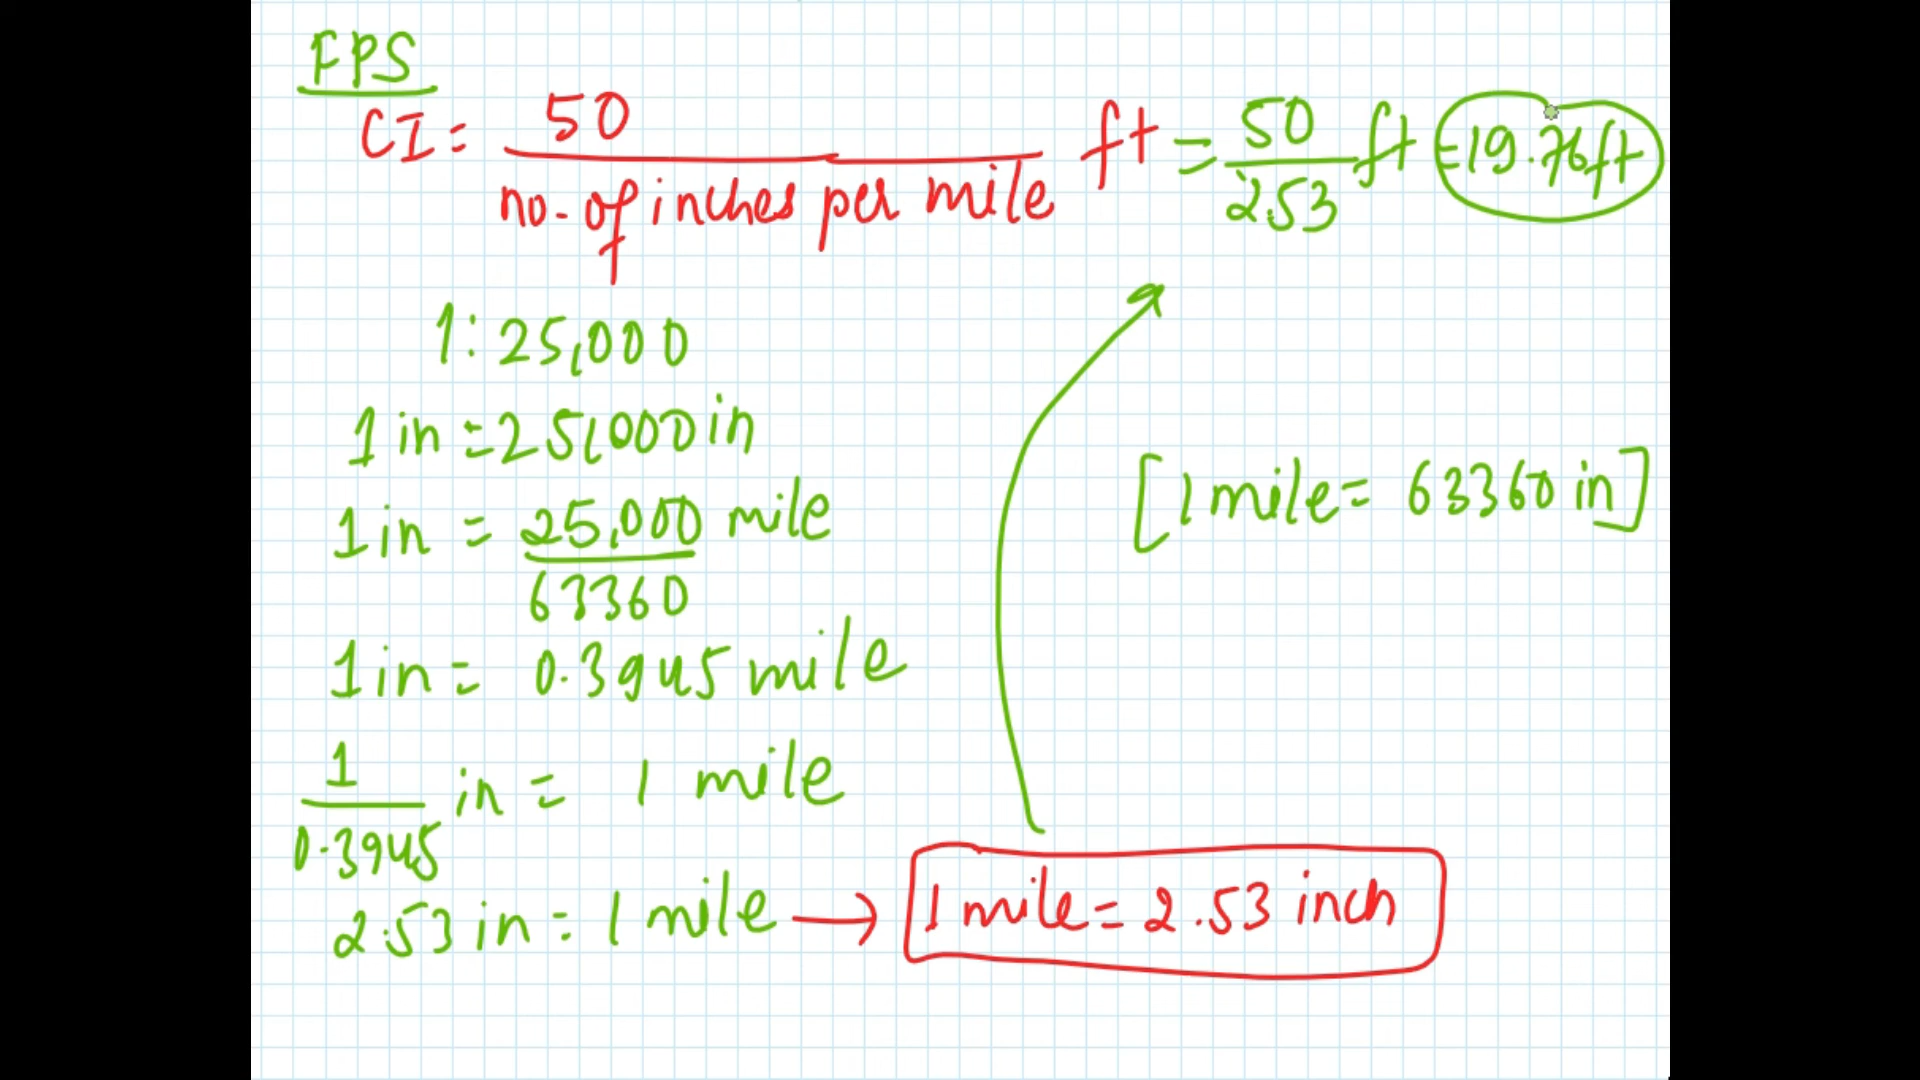 FPS
CI = 50 / no. of inches per mile ft = 50 / 2.53 ft = 19.76 ft
1 : 25,000
1 in = 25,000 in
[1 mile = 63360 in]
1 in = 25,000 / 63360 mile
1 in = 0.3945 mile
1 / 0.3945 in = 1 mile
2.53 in = 1 mile → 1 mile = 2.53 inch